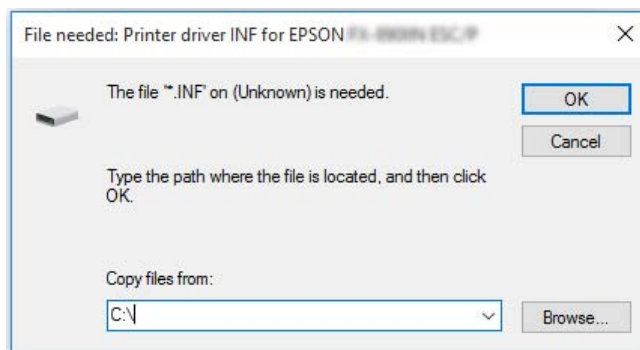 File needed: Printer driver INF for EPSON
The file '*.INF' on (Unknown) is needed.
OK
Cancel
Type the path where the file is located, and then click
OK.
Copy files from:
C:\
Browse...